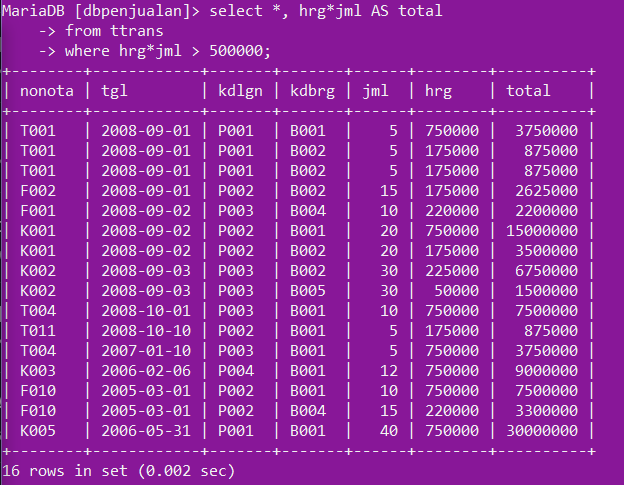 MariaDB [dbpenjualan]> select *, hrg*jml AS total
    -> from ttrans
    -> where hrg*jml > 500000;
+--------+------------+-------+-------+------+--------+----------+
| nonota | tgl        | kdlgn | kdbrg | jml  | hrg    | total    |
+--------+------------+-------+-------+------+--------+----------+
| T001   | 2008-09-01 | P001  | B001  |    5 | 750000 |  3750000 |
| T001   | 2008-09-01 | P001  | B002  |    5 | 175000 |   875000 |
| T001   | 2008-09-01 | P001  | B002  |    5 | 175000 |   875000 |
| F002   | 2008-09-01 | P002  | B002  |   15 | 175000 |  2625000 |
| F001   | 2008-09-02 | P003  | B004  |   10 | 220000 |  2200000 |
| K001   | 2008-09-02 | P002  | B001  |   20 | 750000 | 15000000 |
| K001   | 2008-09-02 | P002  | B002  |   20 | 175000 |  3500000 |
| K002   | 2008-09-03 | P003  | B002  |   30 | 225000 |  6750000 |
| K002   | 2008-09-03 | P003  | B005  |   30 |  50000 |  1500000 |
| T004   | 2008-10-01 | P003  | B001  |   10 | 750000 |  7500000 |
| T011   | 2008-10-10 | P002  | B001  |    5 | 175000 |   875000 |
| T004   | 2007-01-10 | P003  | B001  |    5 | 750000 |  3750000 |
| K003   | 2006-02-06 | P004  | B001  |   12 | 750000 |  9000000 |
| F010   | 2005-03-01 | P002  | B001  |   10 | 750000 |  7500000 |
| F010   | 2005-03-01 | P002  | B004  |   15 | 220000 |  3300000 |
| K005   | 2006-05-31 | P001  | B001  |   40 | 750000 | 30000000 |
+--------+------------+-------+-------+------+--------+----------+
16 rows in set (0.002 sec)